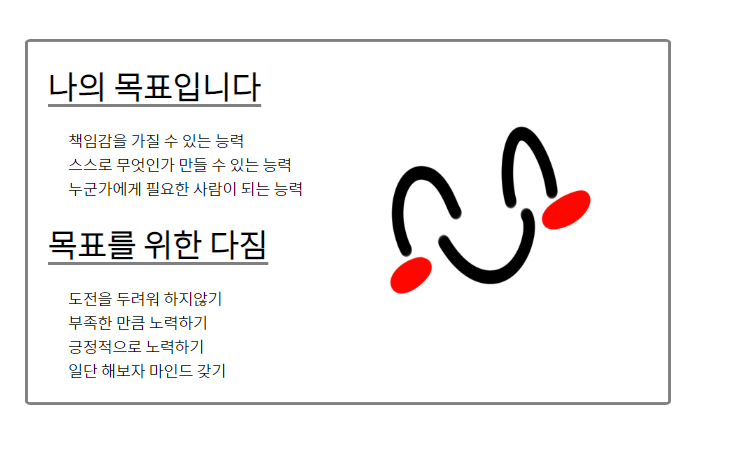 나의 목표입니다
책임감을 가질 수 있는 능력
스스로 무엇인가 만들 수 있는 능력
누군가에게 필요한 사람이 되는 능력
목표를 위한 다짐
도전을 두려워 하지않기
부족한 만큼 노력하기
긍정적으로 노력하기
일단 해보자 마인드 갖기